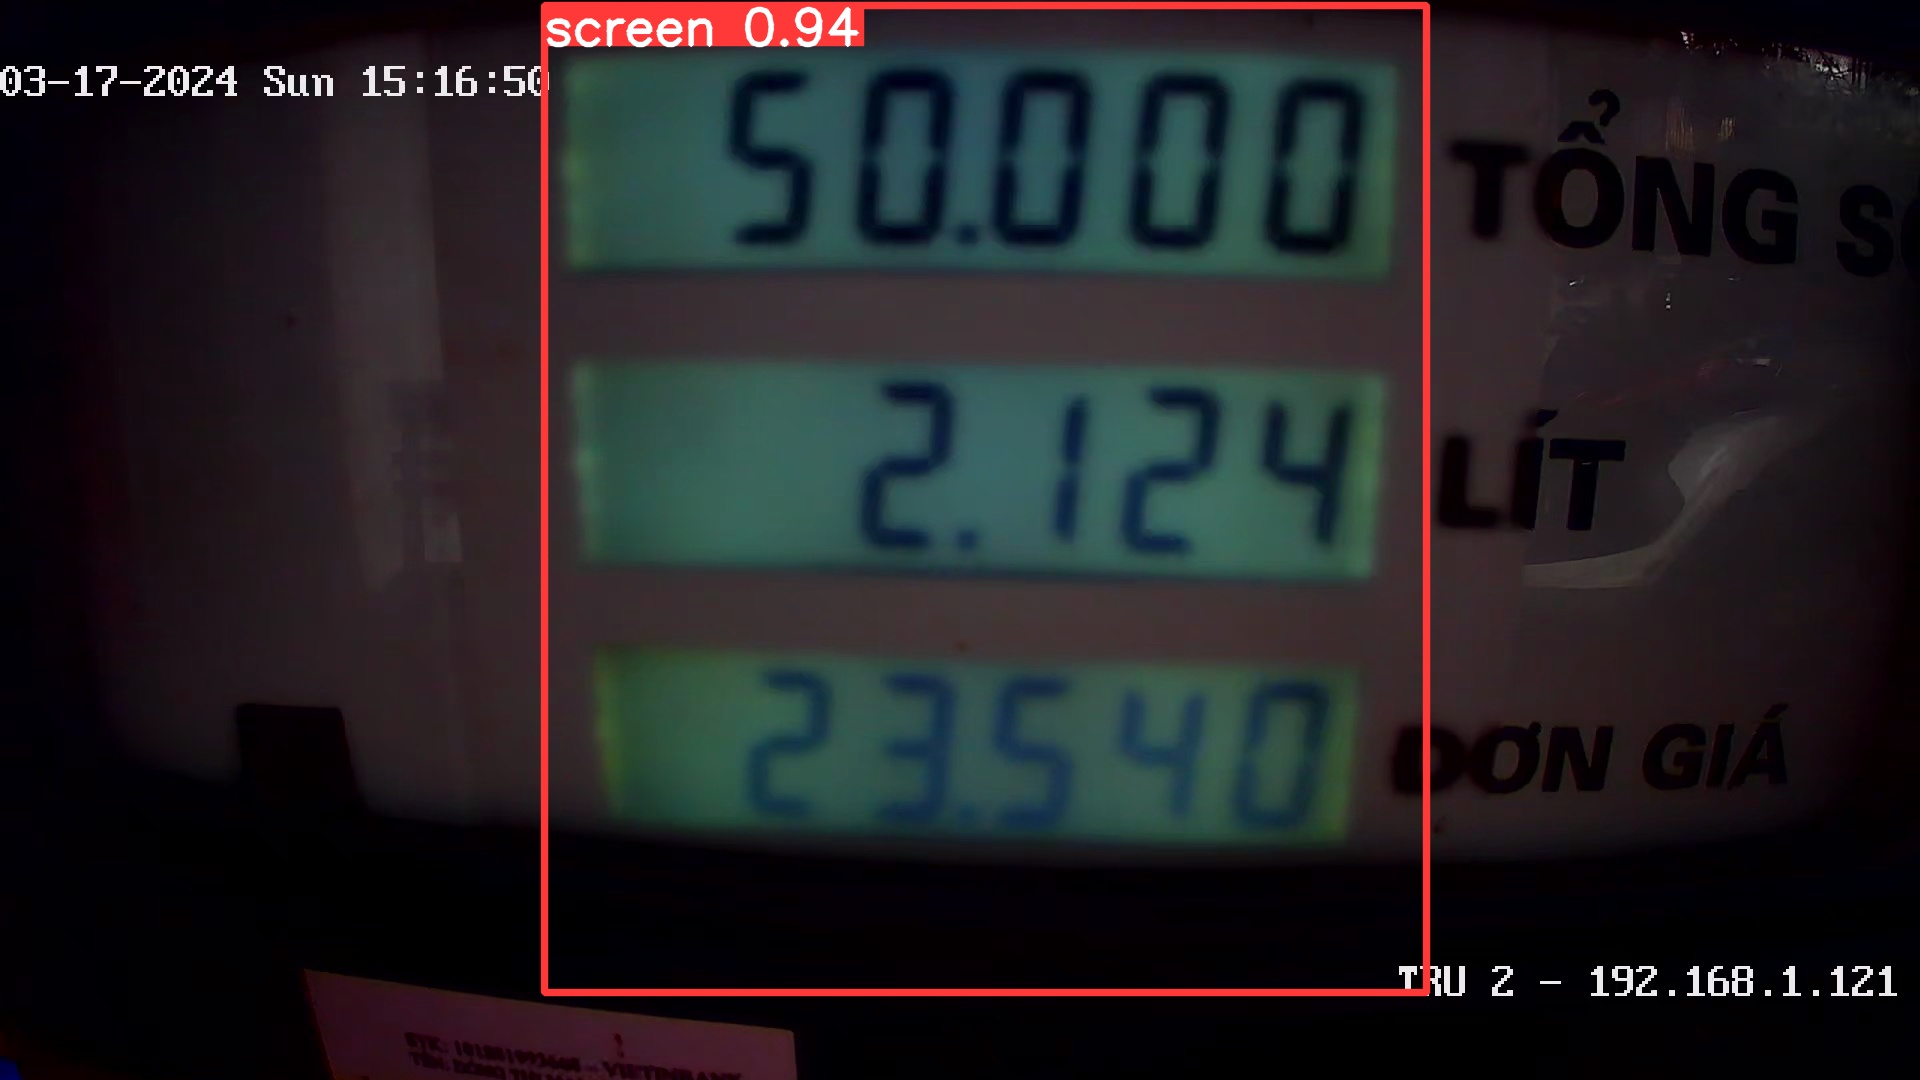 screen 0.94
03-17-2024 Sun 15:16:50
50.000
TỔNG S
2.124
LÍT
23.540
ĐƠN GIÁ
TRU 2 - 192.168.1.121
VIETINBANK